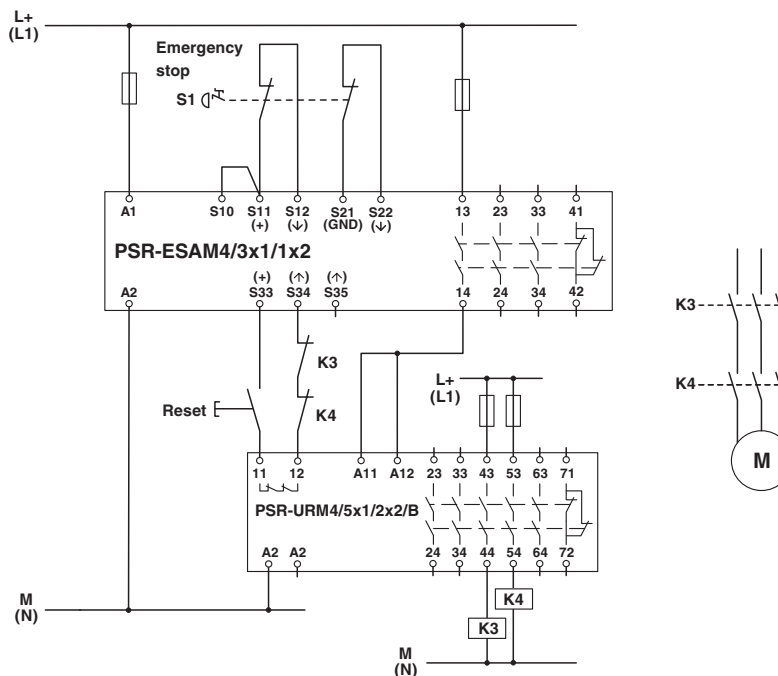 L+
(L1)
Emergency
stop
S1
A1 S10 S11 S12 S21 S22 13 23 33 41
(+) (↓) (GND) (↓)
PSR-ESAM4/3x1/1x2
(+) (↑) (↑)
A2 S33 S34 S35 14 24 34 42
K3
K3
K4
K4
Reset
L+
(L1)
M
11 12 A11 A12 23 33 43 53 63 71
PSR-URM4/5x1/2x2/B
A2 A2 24 34 44 54 64 72
M
(N)
K4
K3
M
(N)